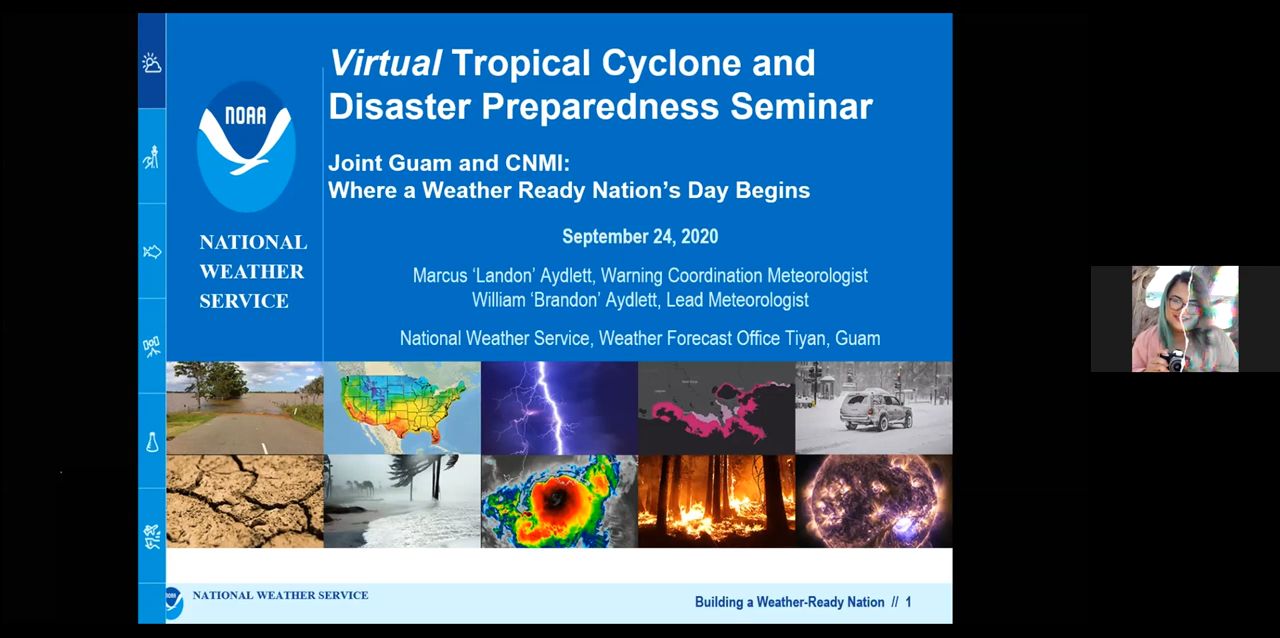 Virtual Tropical Cyclone and
Disaster Preparedness Seminar
Joint Guam and CNMI:
Where a Weather Ready Nation's Day Begins
September 24, 2020
Marcus ‘Landon’ Aydlett, Warning Coordination Meteorologist
William ‘Brandon’ Aydlett, Lead Meteorologist
National Weather Service, Weather Forecast Office Tiyan, Guam
NOAA
NATIONAL
WEATHER
SERVICE
NATIONAL WEATHER SERVICE
Building a Weather-Ready Nation // 1